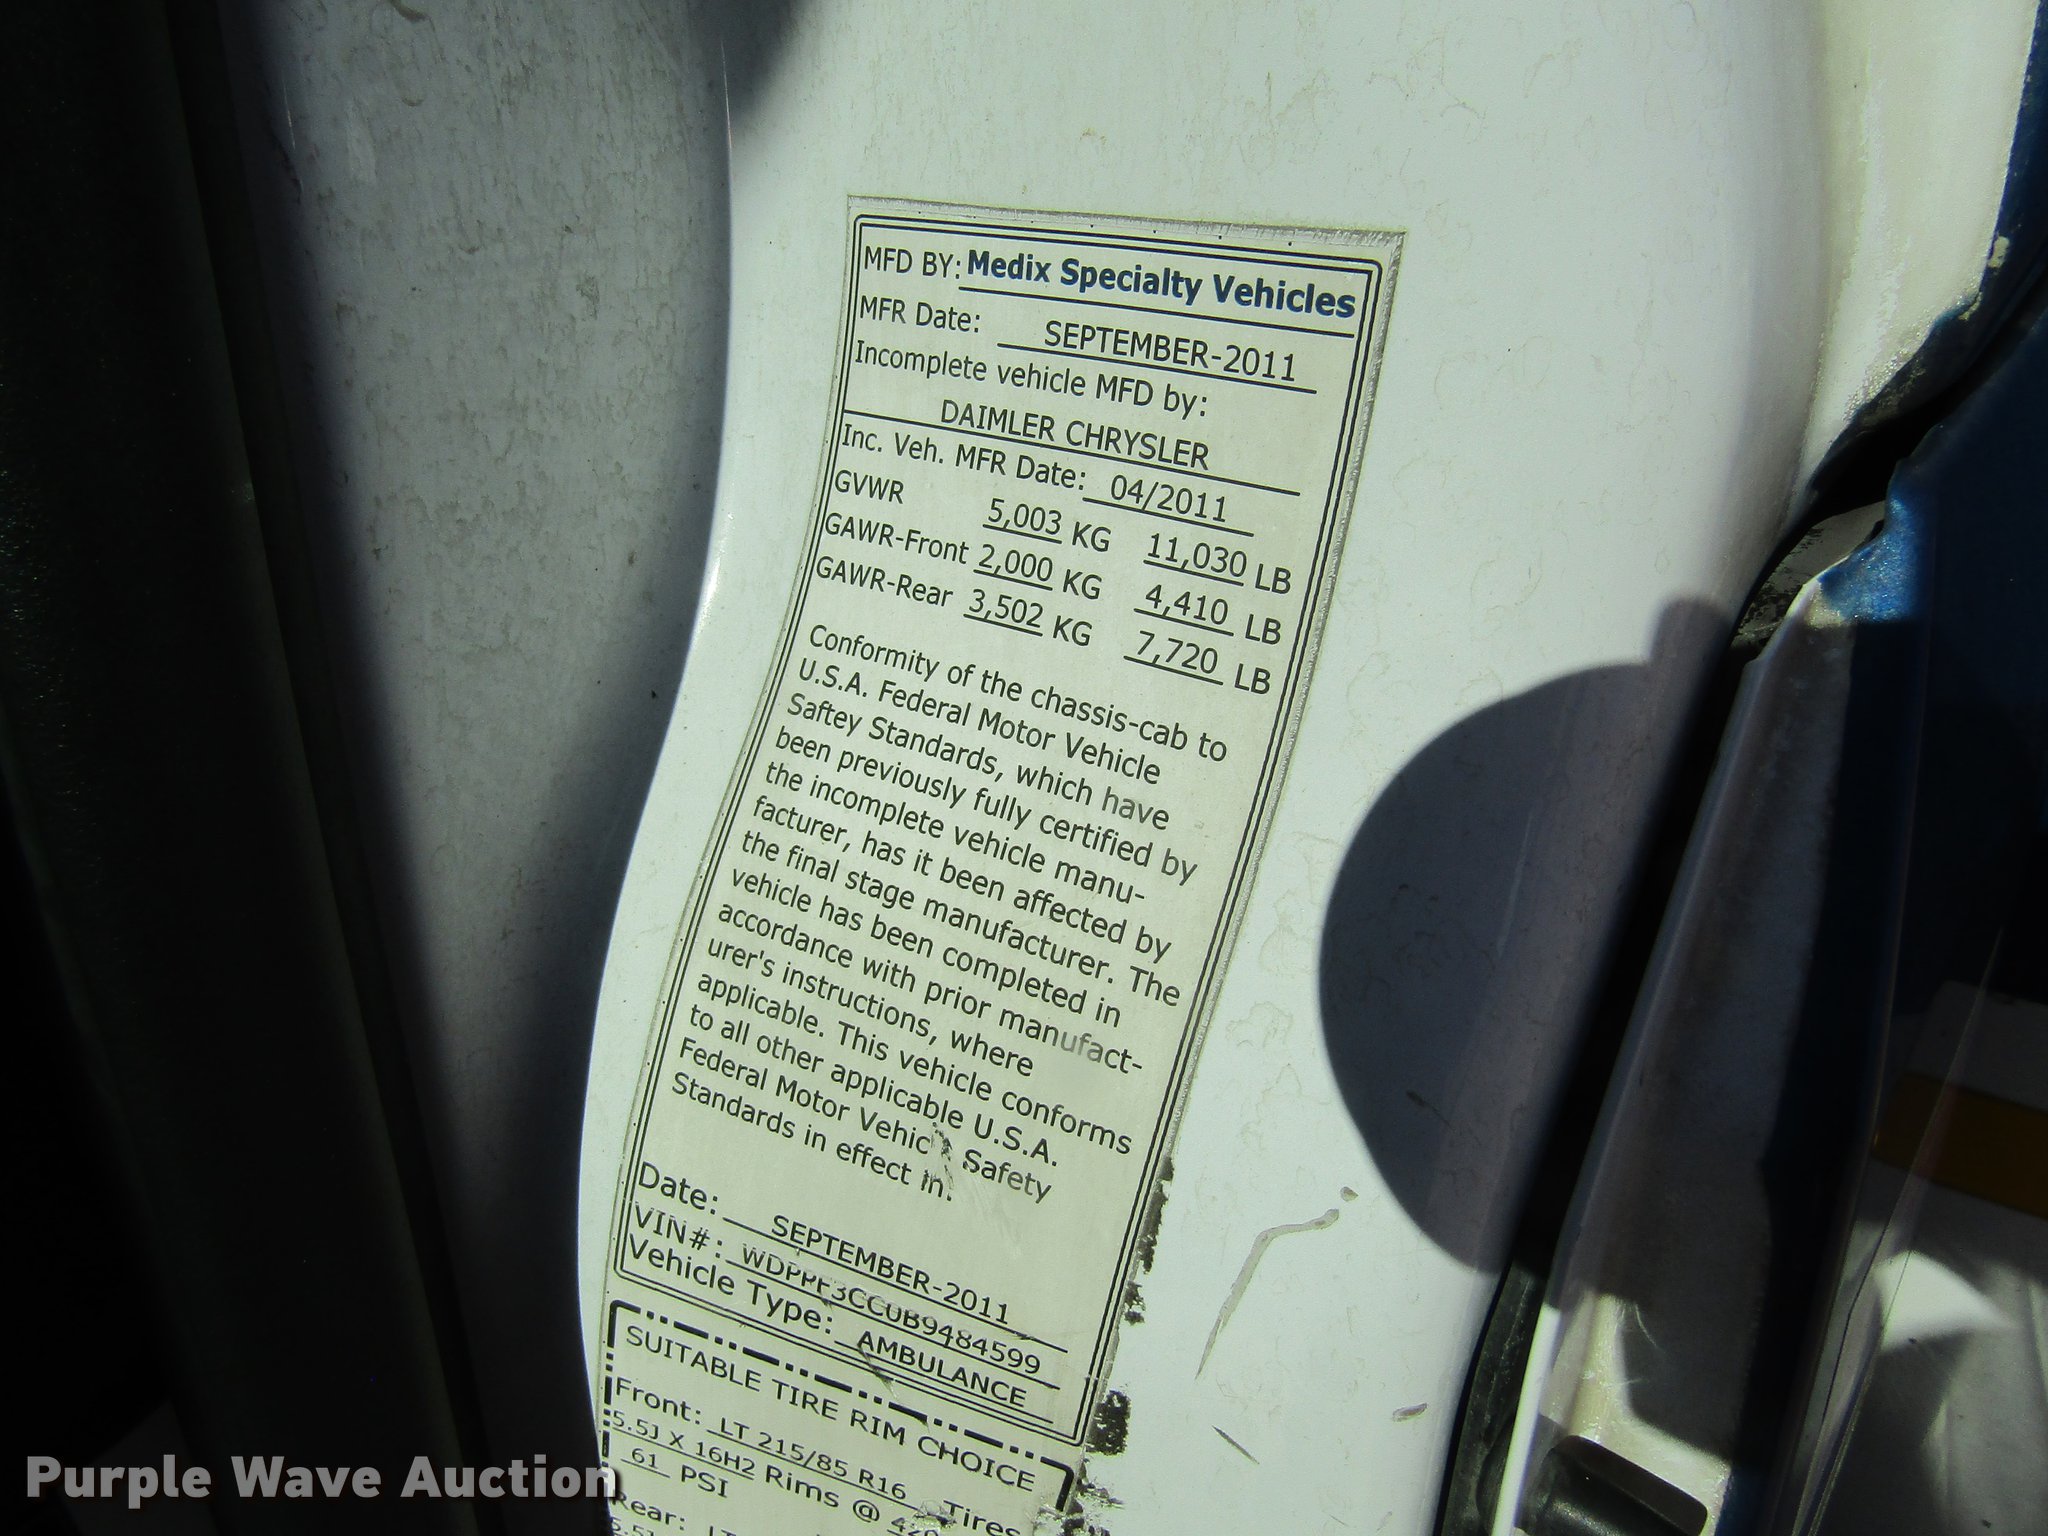 MFD BY: Medix Specialty Vehicles
MFR Date: SEPTEMBER-2011
Incomplete vehicle MFD by:
DAIMLER CHRYSLER
Inc. Veh. MFR Date: 04/2011
GVWR 5,003 KG 11,030 LB
GAWR-Front 2,000 KG 4,410 LB
GAWR-Rear 3,502 KG 7,720 LB
Conformity of the chassis-cab to
U.S.A. Federal Motor Vehicle
Saftey Standards, which have
been previously fully certified by
the incomplete vehicle manu-
facturer, has it been affected by
the final stage manufacturer. The
vehicle has been completed in
accordance with prior manufact-
urer's instructions, where
applicable. This vehicle conforms
to all other applicable U.S.A.
Federal Motor Vehicle Safety
Standards in effect in:
Date: SEPTEMBER-2011
VIN#: WDPPF3CC0B9484599
Vehicle Type: AMBULANCE
SUITABLE TIRE RIM CHOICE
Front: LT 215/85 R16 Tires
5.5J X 16H2 Rims @
61 PSI
Rear: LT
Purple Wave Auction